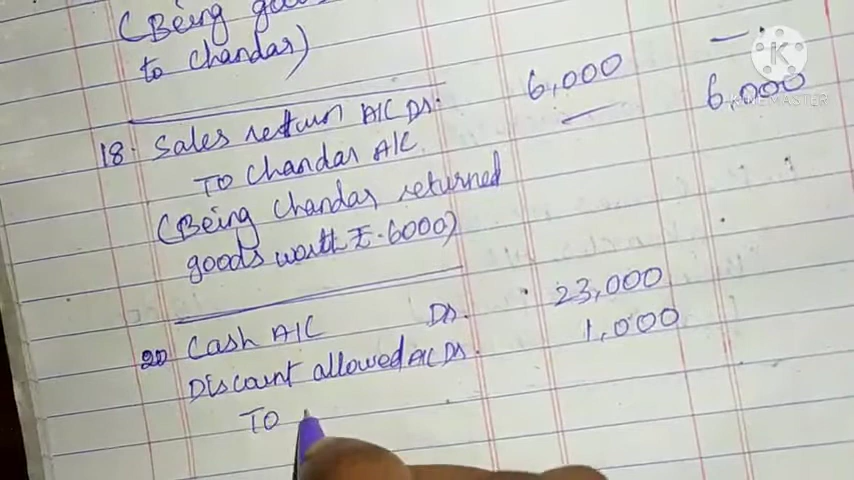 (Being goods
to Chandar)
—
18. Sales return A/C Dr. 6,000
To Chandar A/C — 6,000
(Being Chandar returned
goods worth ₹.6000)
20 Cash A/C Dr. 23,000
Discount allowed A/C Dr. 1,000
To
KINEMASTER